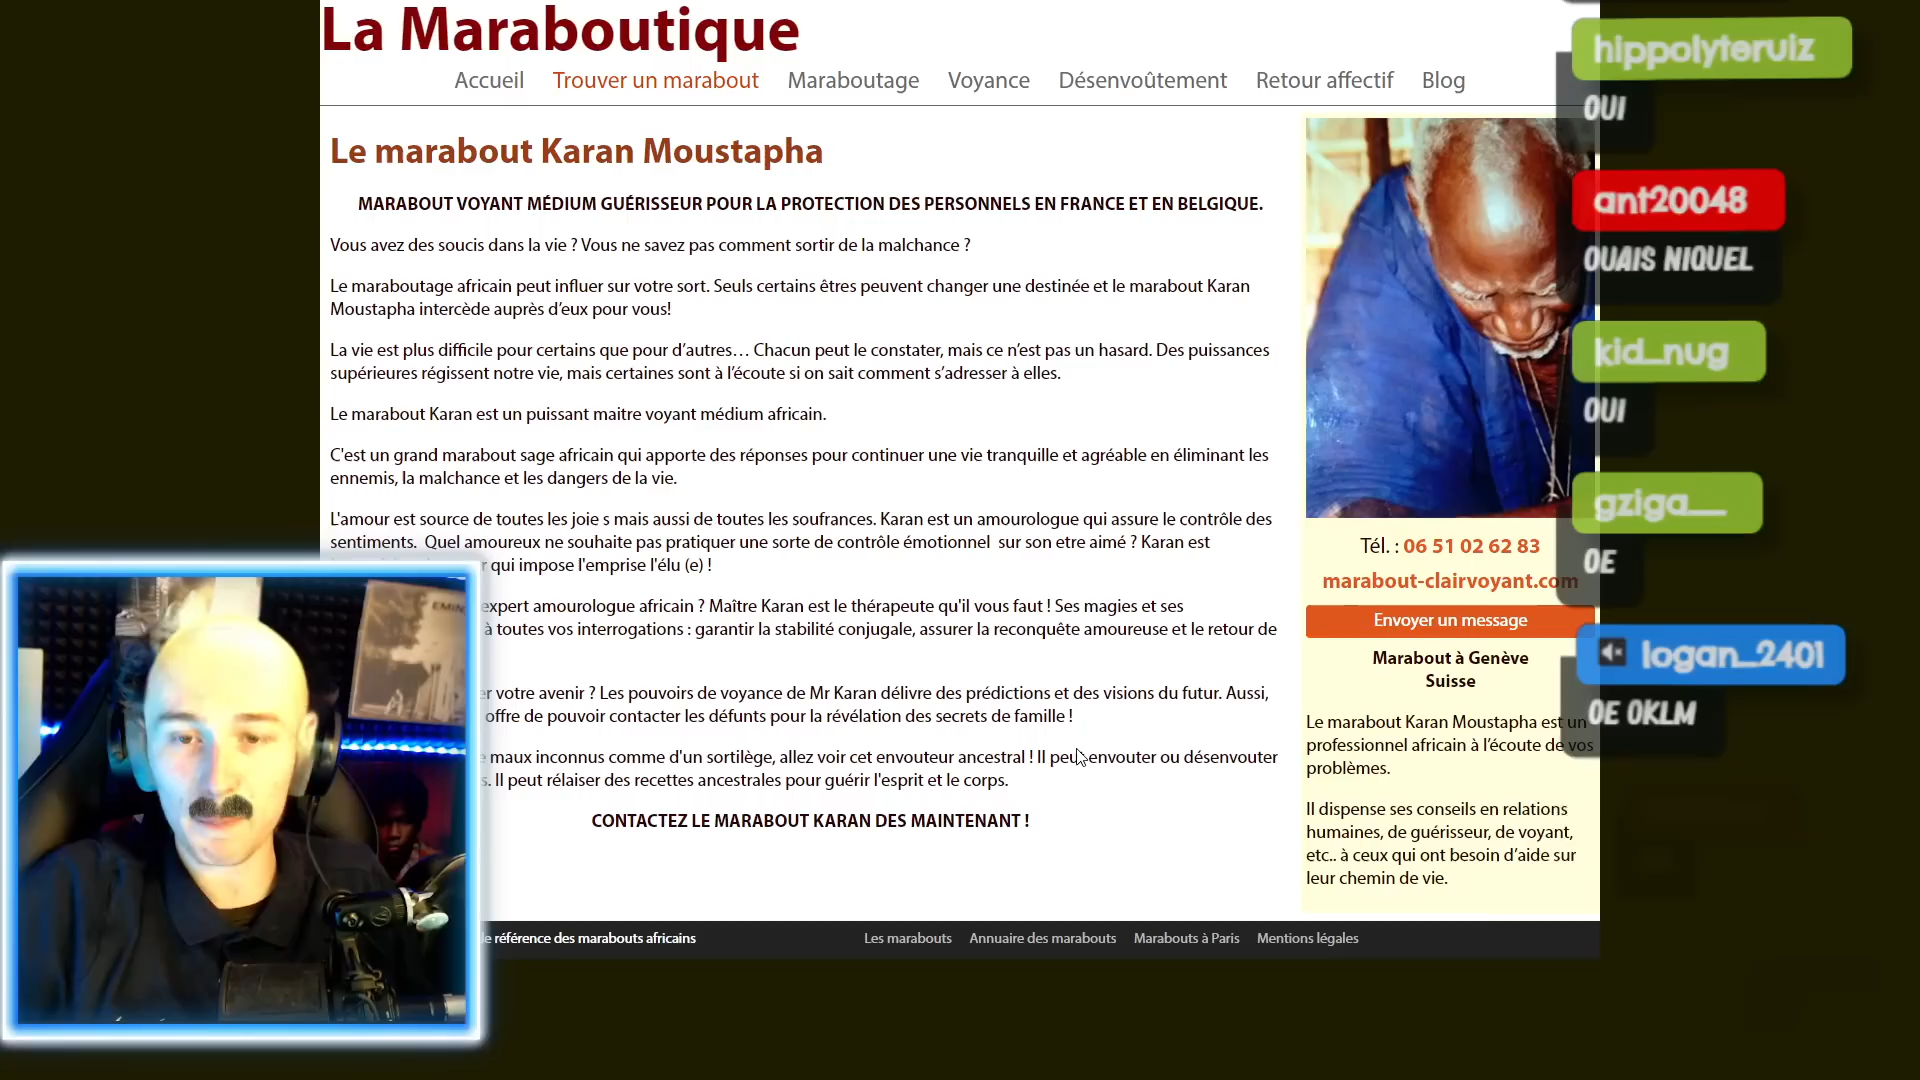 La Maraboutique
Accueil Trouver un marabout Maraboutage Voyance Désenvoûtement Retour affectif Blog
Le marabout Karan Moustapha
MARABOUT VOYANT MÉDIUM GUÉRISSEUR POUR LA PROTECTION DES PERSONNELS EN FRANCE ET EN BELGIQUE.
Vous avez des soucis dans la vie ? Vous ne savez pas comment sortir de la malchance ?
Le maraboutage africain peut influer sur votre sort. Seuls certains êtres peuvent changer une destinée et le marabout Karan
Moustapha intercède auprès d’eux pour vous!
La vie est plus difficile pour certains que pour d’autres… Chacun peut le constater, mais ce n’est pas un hasard. Des puissances
supérieures régissent notre vie, mais certaines sont à l’écoute si on sait comment s’adresser à elles.
Le marabout Karan est un puissant maitre voyant médium africain.
C'est un grand marabout sage africain qui apporte des réponses pour continuer une vie tranquille et agréable en éliminant les
ennemis, la malchance et les dangers de la vie.
L'amour est source de toutes les joie s mais aussi de toutes les soufrances. Karan est un amourologue qui assure le contrôle des
sentiments. Quel amoureux ne souhaite pas pratiquer une sorte de contrôle émotionnel sur son etre aimé ? Karan est
qui impose l'emprise l'élu (e) !
expert amourologue africain ? Maître Karan est le thérapeute qu'il vous faut ! Ses magies et ses
à toutes vos interrogations : garantir la stabilité conjugale, assurer la reconquête amoureuse et le retour de
votre avenir ? Les pouvoirs de voyance de Mr Karan délivre des prédictions et des visions du futur. Aussi,
offre de pouvoir contacter les défunts pour la révélation des secrets de famille !
maux inconnus comme d'un sortilège, allez voir cet envouteur ancestral ! Il peut envouter ou désenvouter
Il peut rélaiser des recettes ancestrales pour guérir l'esprit et le corps.
CONTACTEZ LE MARABOUT KARAN DES MAINTENANT !
Tél. : 06 51 02 62 83
marabout-clairvoyant.com
Envoyer un message
Marabout à Genève
Suisse
Le marabout Karan Moustapha est un
professionnel africain à l’écoute de vos
problèmes.
Il dispense ses conseils en relations
humaines, de guérisseur, de voyant,
etc.. à ceux qui ont besoin d’aide sur
leur chemin de vie.
référence des marabouts africains
Les marabouts Annuaire des marabouts Marabouts à Paris Mentions légales
hippolyteruiz
OUI
ant20048
OUAIS NIQUEL
kid_nug
OUI
gziga__
OE
logan_2401
OE OKLM
EMIN